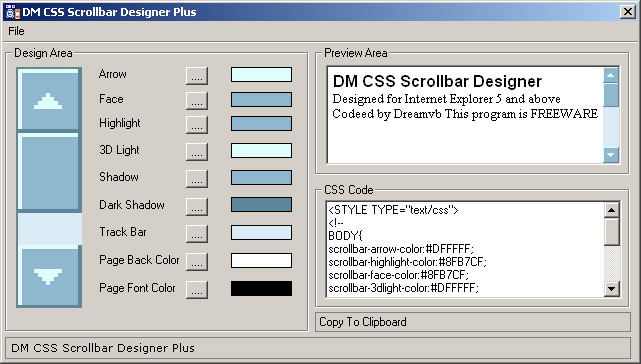 DM CSS Scrollbar Designer Plus
File
Design Area
Arrow ....
Face ....
Highlight ....
3D Light ....
Shadow ....
Dark Shadow ....
Track Bar ....
Page Back Color ....
Page Font Color ....
Preview Area
DM CSS Scrollbar Designer
Designed for Internet Explorer 5 and above
Codeed by Dreamvb This program is FREEWARE
CSS Code
<STYLE TYPE="text/css">
<!--
BODY{
scrollbar-arrow-color:#DFFFFF;
scrollbar-highlight-color:#8FB7CF;
scrollbar-face-color:#8FB7CF;
scrollbar-3dlight-color:#DFFFFF;
Copy To Clipboard
DM CSS Scrollbar Designer Plus